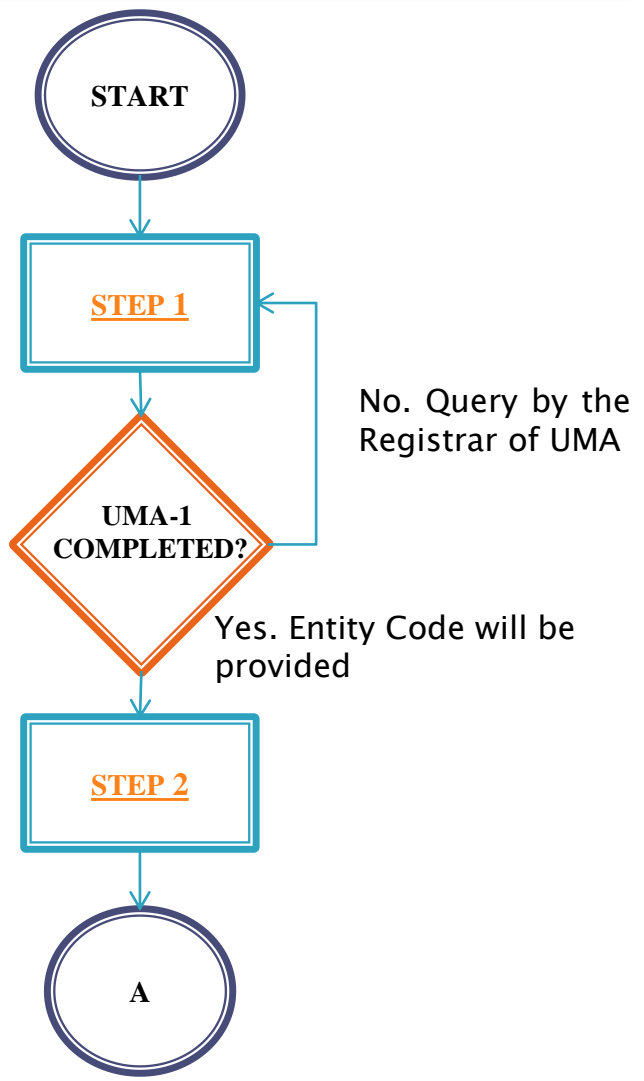 START
STEP 1
No. Query by the
Registrar of UMA
UMA-1
COMPLETED?
Yes. Entity Code will be
provided
STEP 2
A